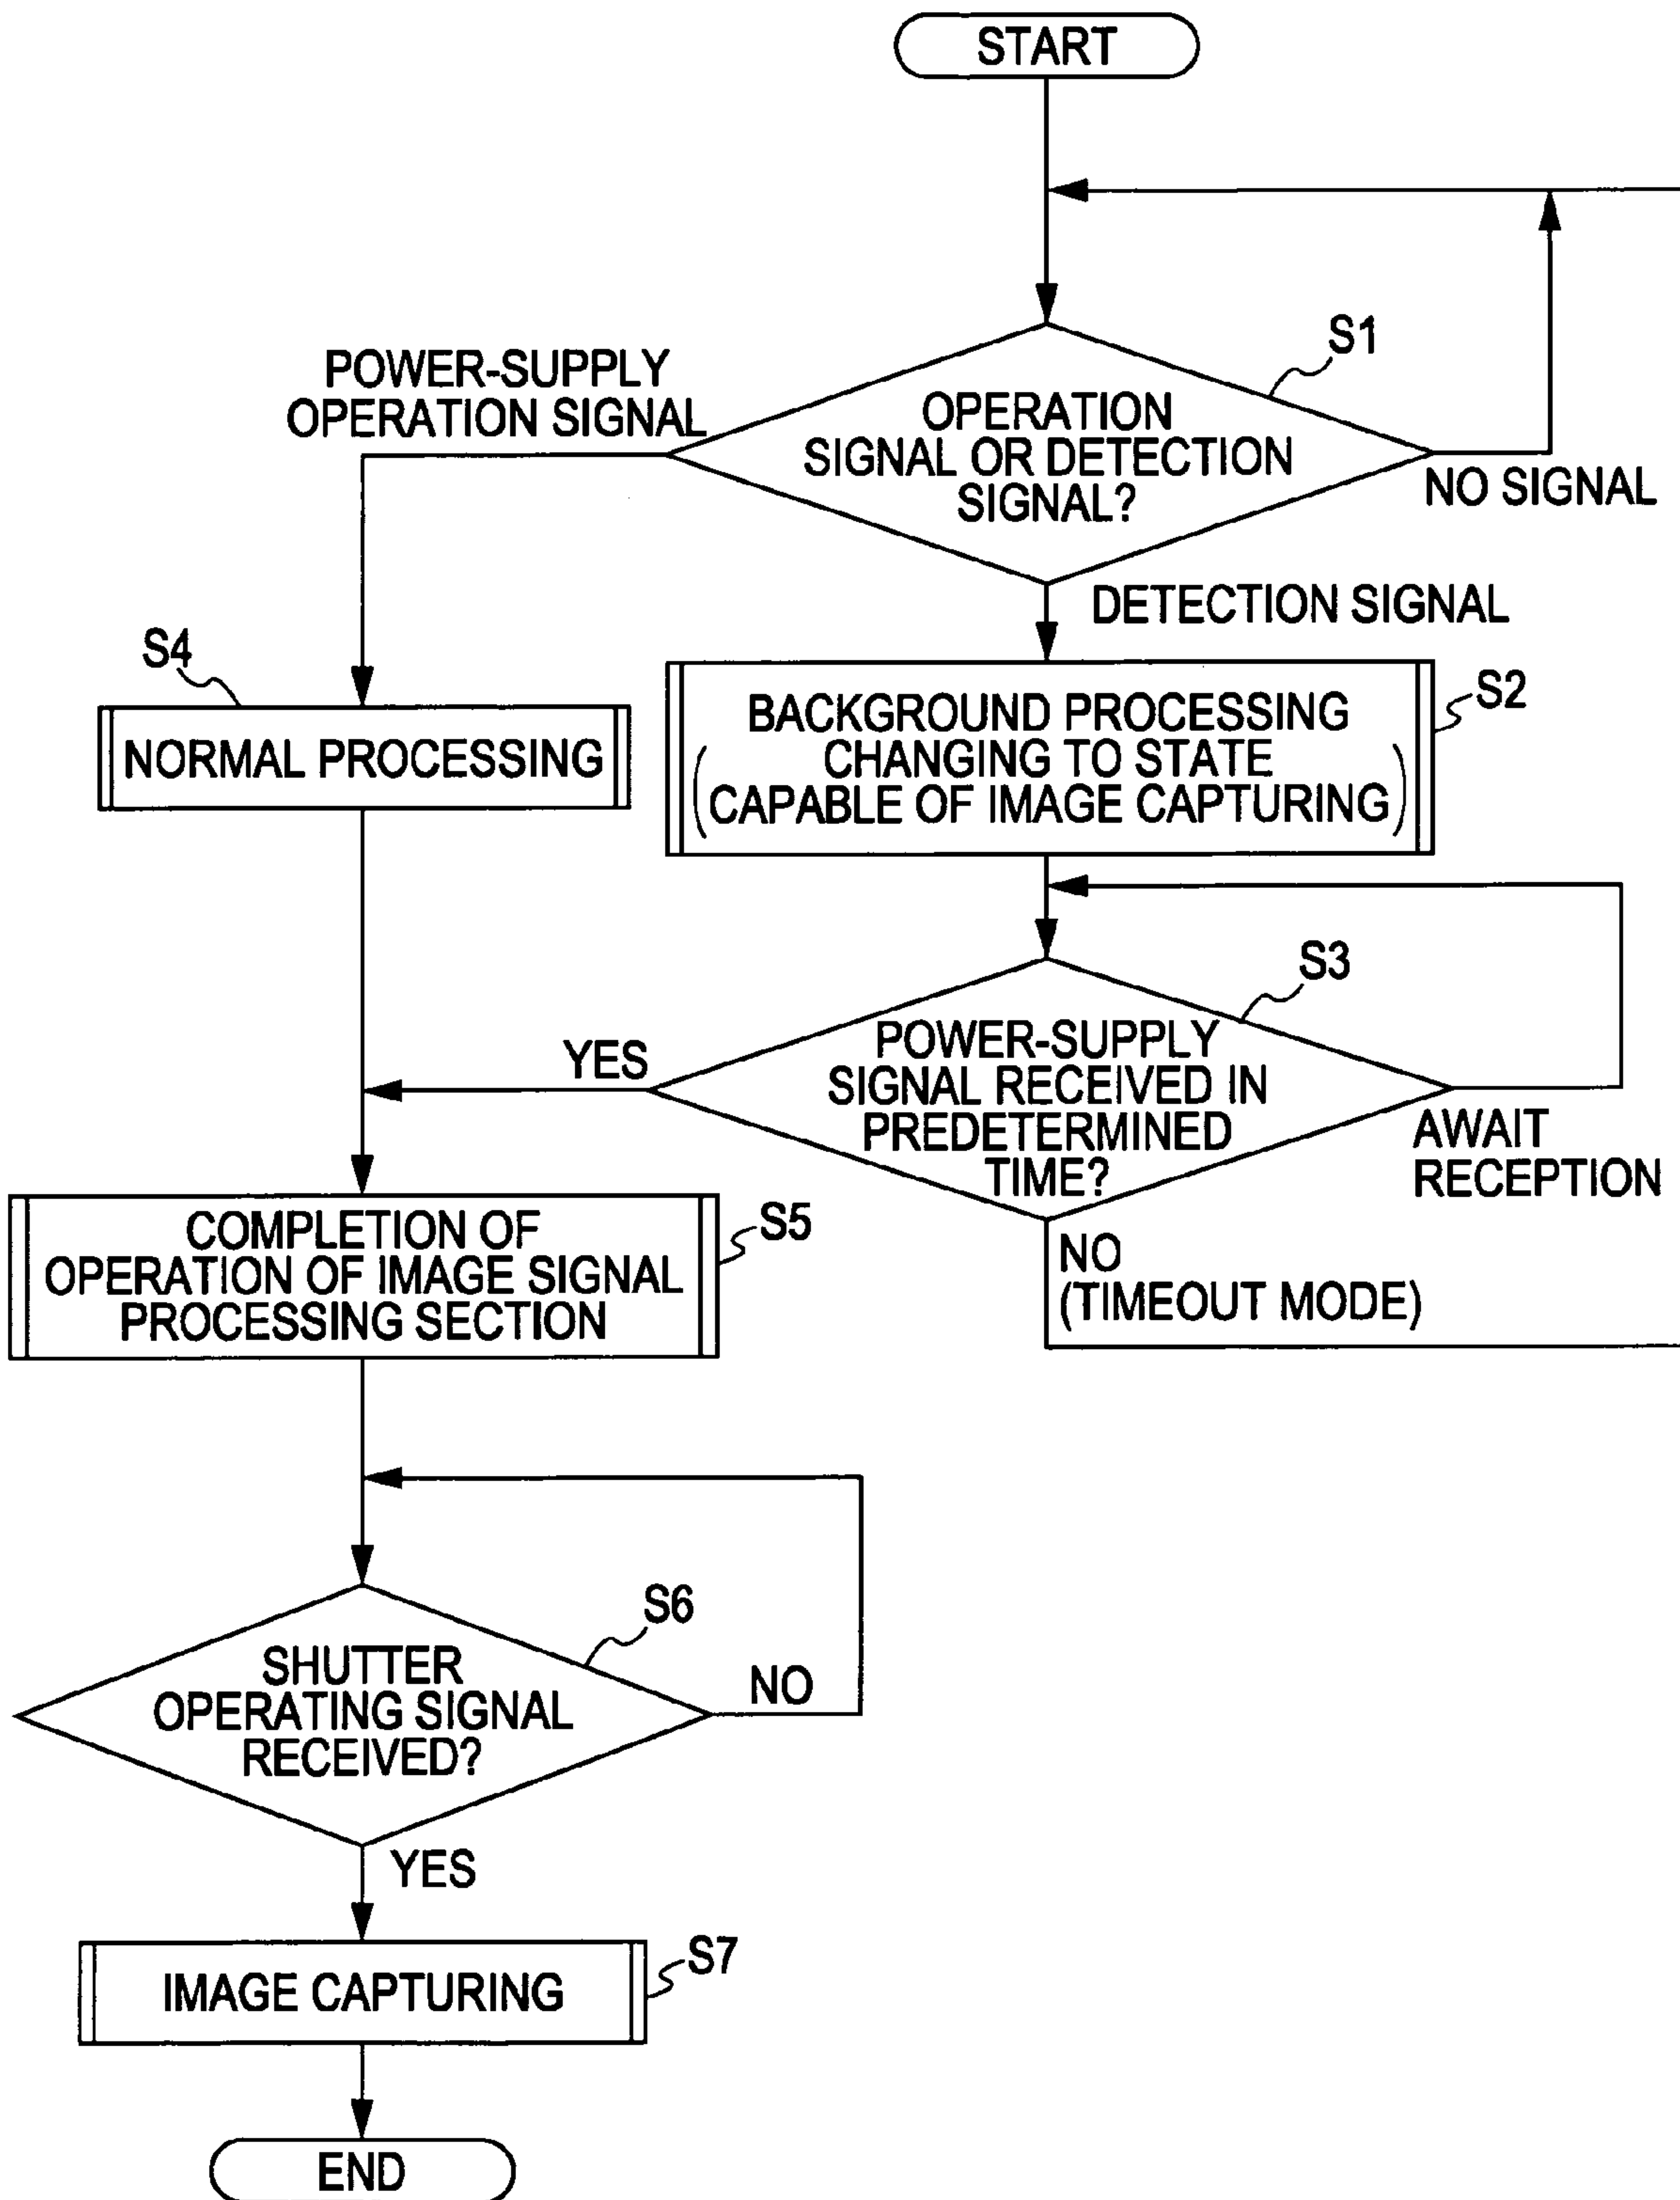 START
S1
POWER-SUPPLY
OPERATION SIGNAL
OPERATION
SIGNAL OR DETECTION
SIGNAL?
NO SIGNAL
DETECTION SIGNAL
S4
NORMAL PROCESSING
S2
BACKGROUND PROCESSING
(CHANGING TO STATE
CAPABLE OF IMAGE CAPTURING)
S3
POWER-SUPPLY
SIGNAL RECEIVED IN
PREDETERMINED
TIME?
YES
AWAIT
RECEPTION
NO
(TIMEOUT MODE)
S5
COMPLETION OF
OPERATION OF IMAGE SIGNAL
PROCESSING SECTION
S6
SHUTTER
OPERATING SIGNAL
RECEIVED?
NO
YES
S7
IMAGE CAPTURING
END